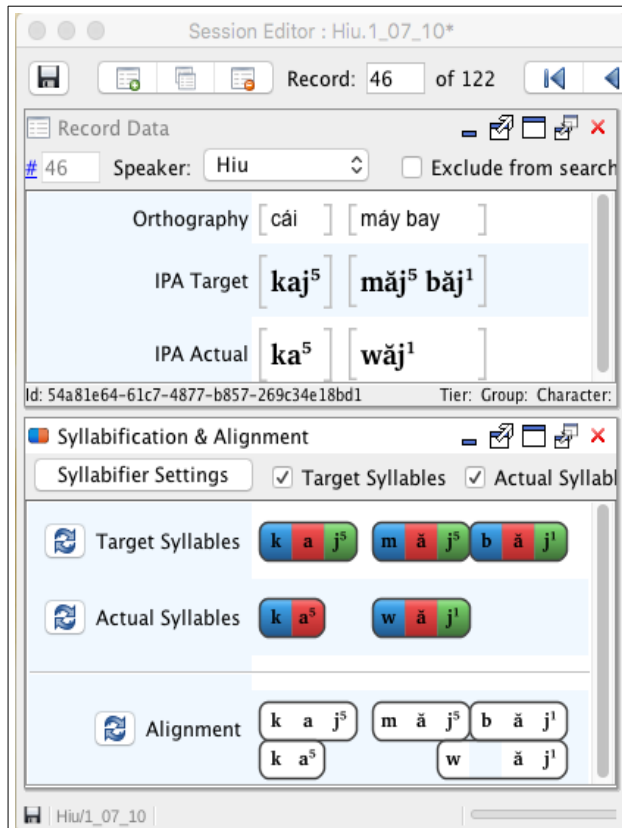 Session Editor : Hiu.1_07_10*
Record: 46 of 122
Record Data
# 46 Speaker: Hiu Exclude from search
Orthography [ cái ] [ máy bay ]
IPA Target [ kaj⁵ ] [ măj⁵ băj¹ ]
IPA Actual [ ka⁵ ] [ wăj¹ ]
Id: 54a81e64-61c7-4877-b857-269c34e18bd1 Tier: Group: Character:
Syllabification & Alignment
Syllabifier Settings Target Syllables Actual Syllabl
Target Syllables k a j⁵ m ă j⁵ b ă j¹
Actual Syllables k a⁵ w ă j¹
Alignment k a j⁵ m ă j⁵ b ă j¹
k a⁵ w ă j¹
Hiu/1_07_10